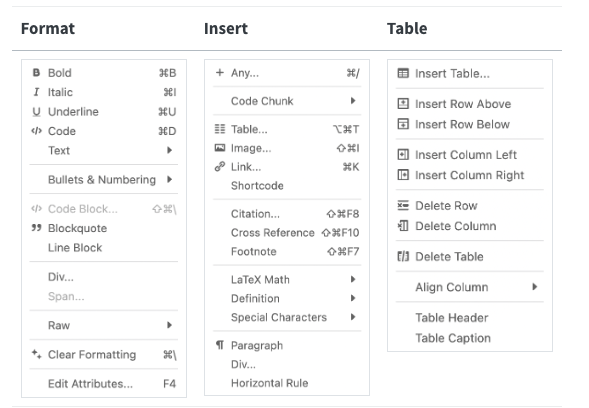 Format
Bold ⌘B
Italic ⌘I
Underline ⌘U
Code ⌘D
Text
Bullets & Numbering
Code Block... ⇧⌘\
Blockquote
Line Block
Div...
Span...
Raw
Clear Formatting ⌘\
Edit Attributes... F4
Insert
Any... ⌘/
Code Chunk
Table... ⌥⌘T
Image... ⇧⌘I
Link... ⌘K
Shortcode
Citation... ⇧⌘F8
Cross Reference ⇧⌘F10
Footnote ⇧⌘F7
LaTeX Math
Definition
Special Characters
¶ Paragraph
Div...
Horizontal Rule
Table
Insert Table...
Insert Row Above
Insert Row Below
Insert Column Left
Insert Column Right
Delete Row
Delete Column
Delete Table
Align Column
Table Header
Table Caption